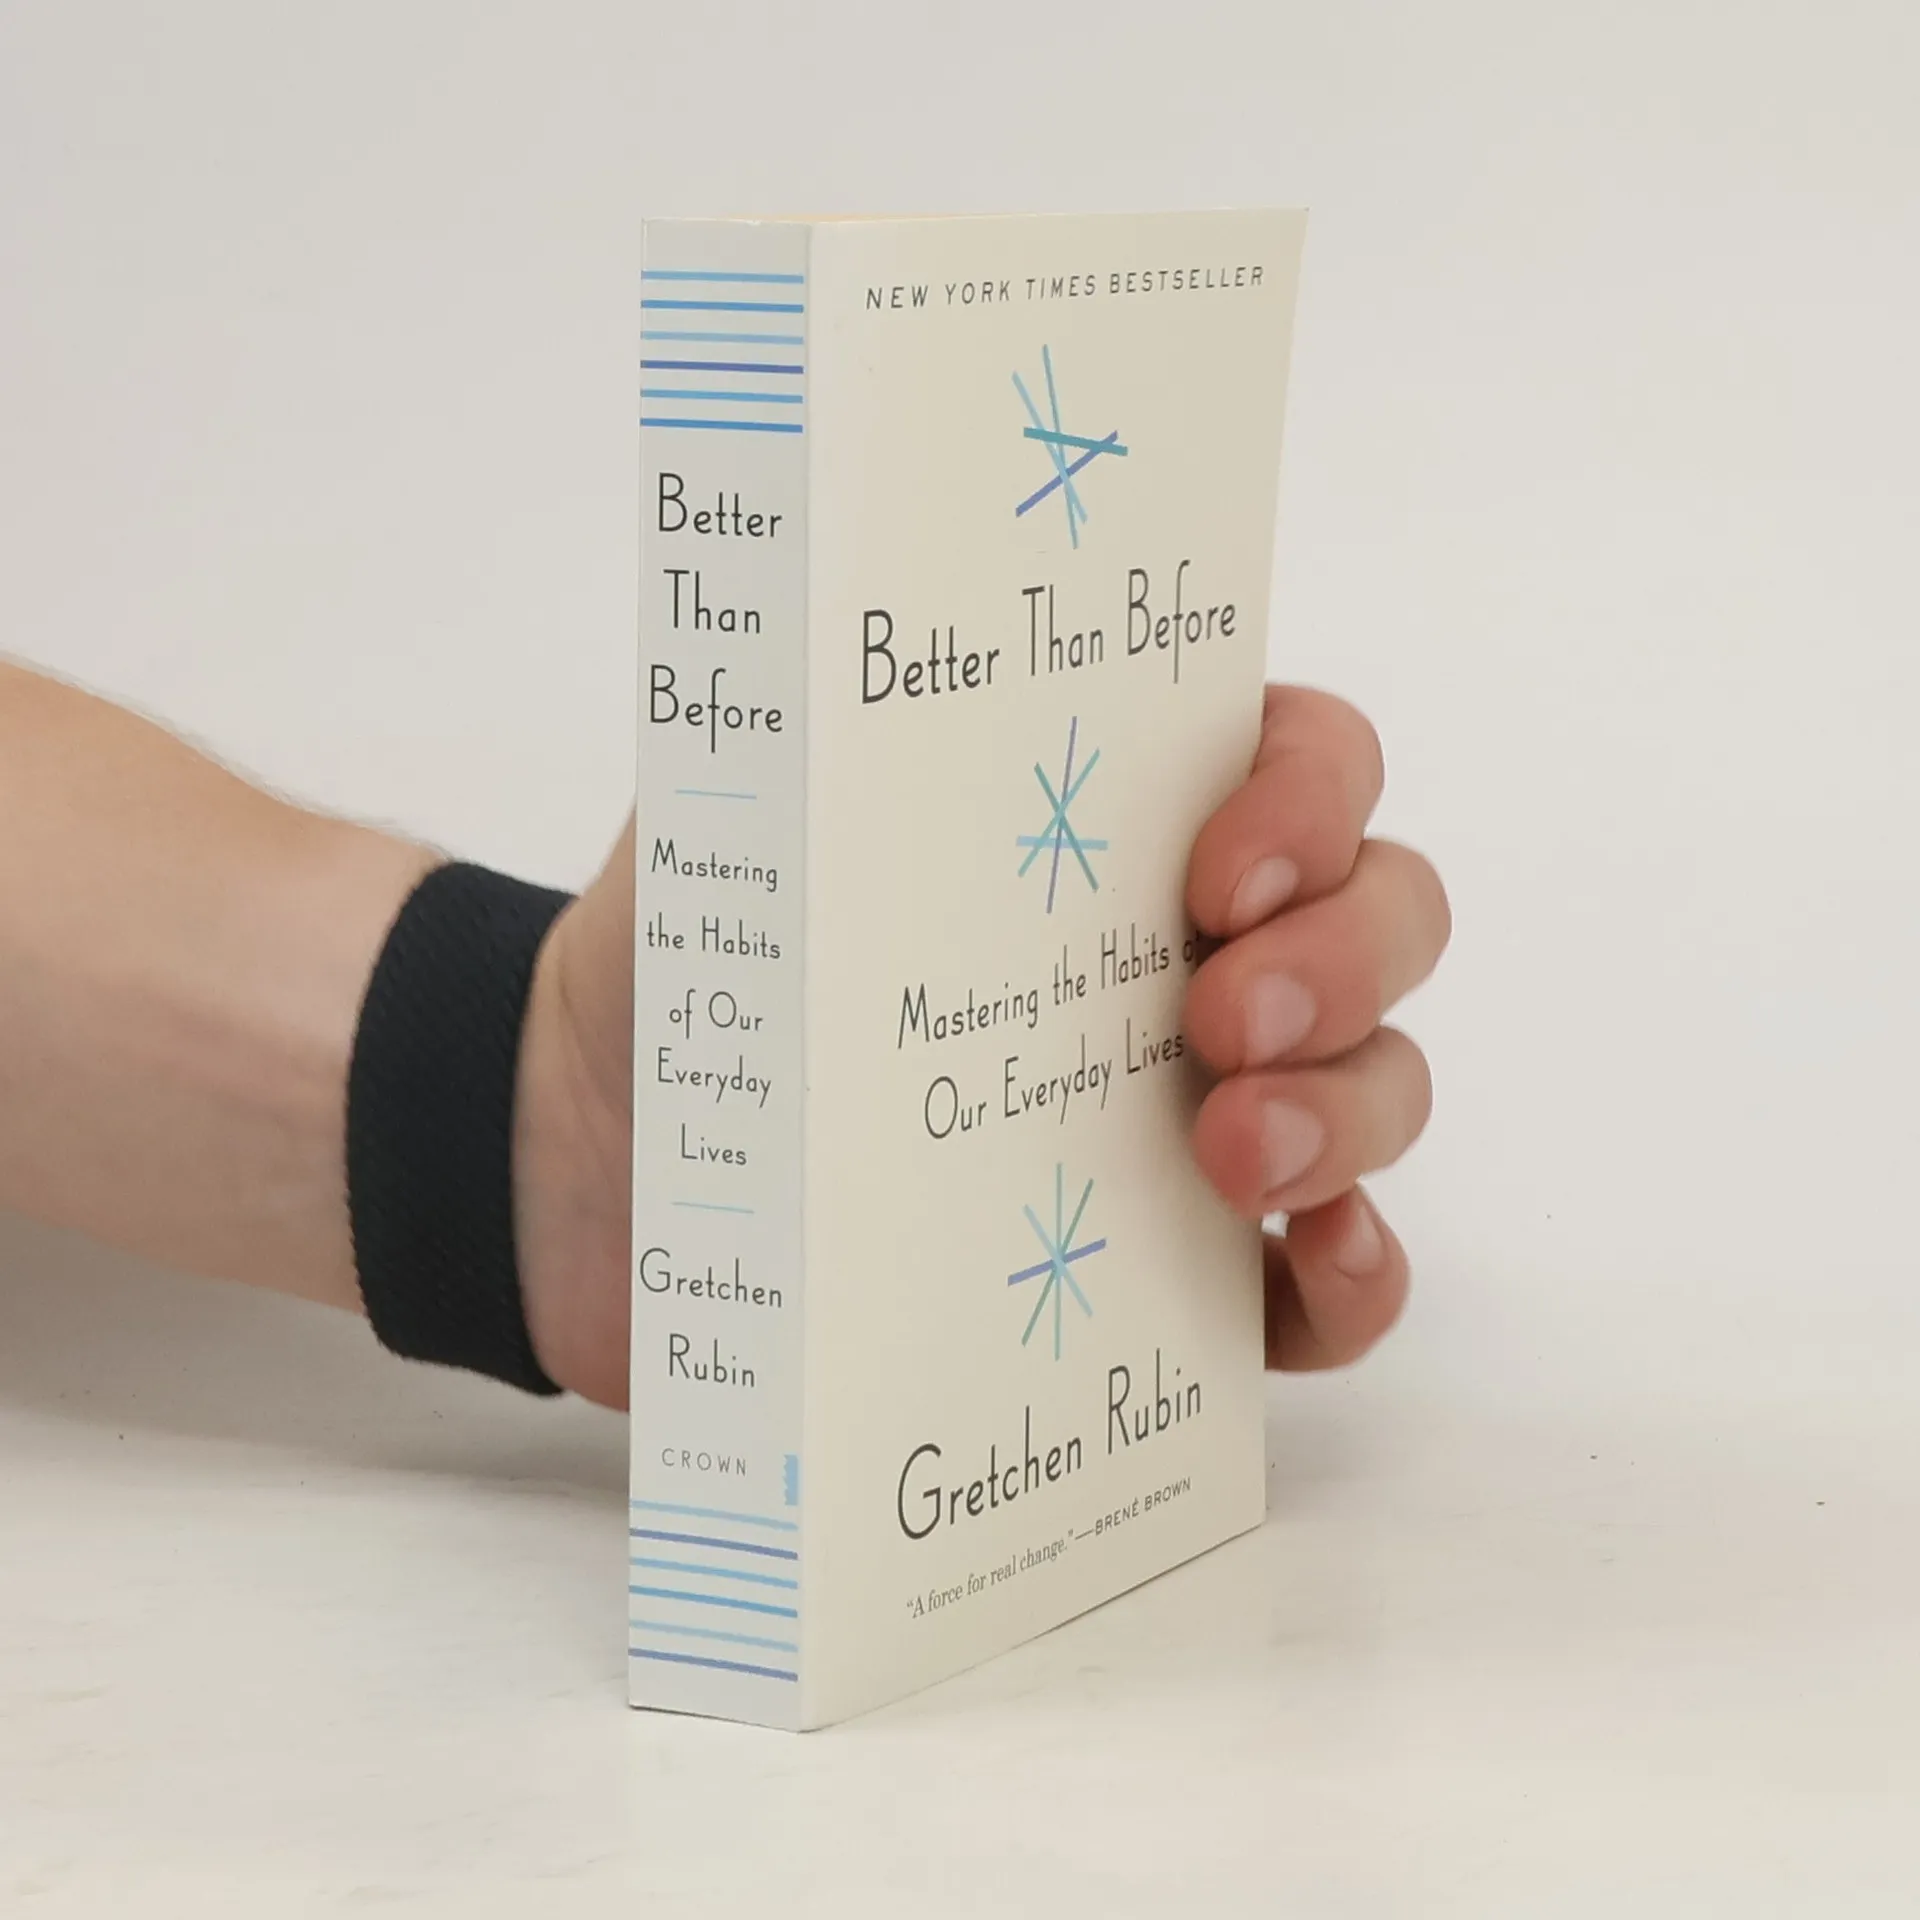 Better
Than
Before
Mastering
the Habits
of Our
Everyday
Lives
Gretchen
Rubin
CROWN
NEW YORK TIMES BESTSELLER
Better Than Before
Mastering the Habits of
Our Everyday Lives
Gretchen Rubin
“A force for real change.”—BRENÉ BROWN